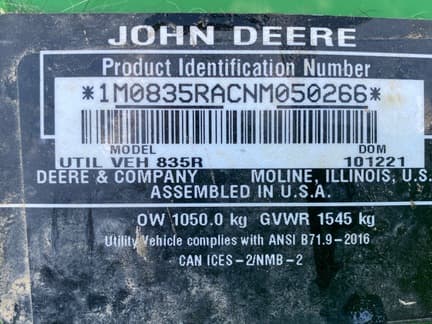 JOHN DEERE
Product Identification Number
*1M0835RACNM050266*
MODEL DOM
UTIL VEH 835R 101221
DEERE & COMPANY MOLINE, ILLINOIS, U.S.
ASSEMBLED IN U.S.A.
OW 1050.0 kg GVWR 1545 kg
Utility Vehicle complies with ANSI B71.9-2016
CAN ICES-2/NMB-2